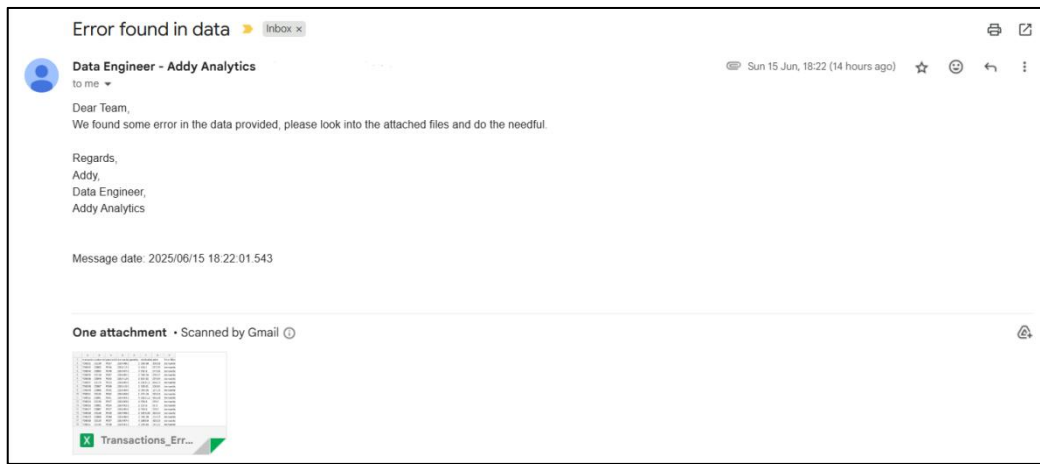 Error found in data Inbox ×
Data Engineer - Addy Analytics Sun 15 Jun, 18:22 (14 hours ago)
to me
Dear Team,
We found some error in the data provided, please look into the attached files and do the needful.
Regards,
Addy,
Data Engineer,
Addy Analytics
Message date: 2025/06/15 18:22:01.543
One attachment • Scanned by Gmail
X Transactions_Err...